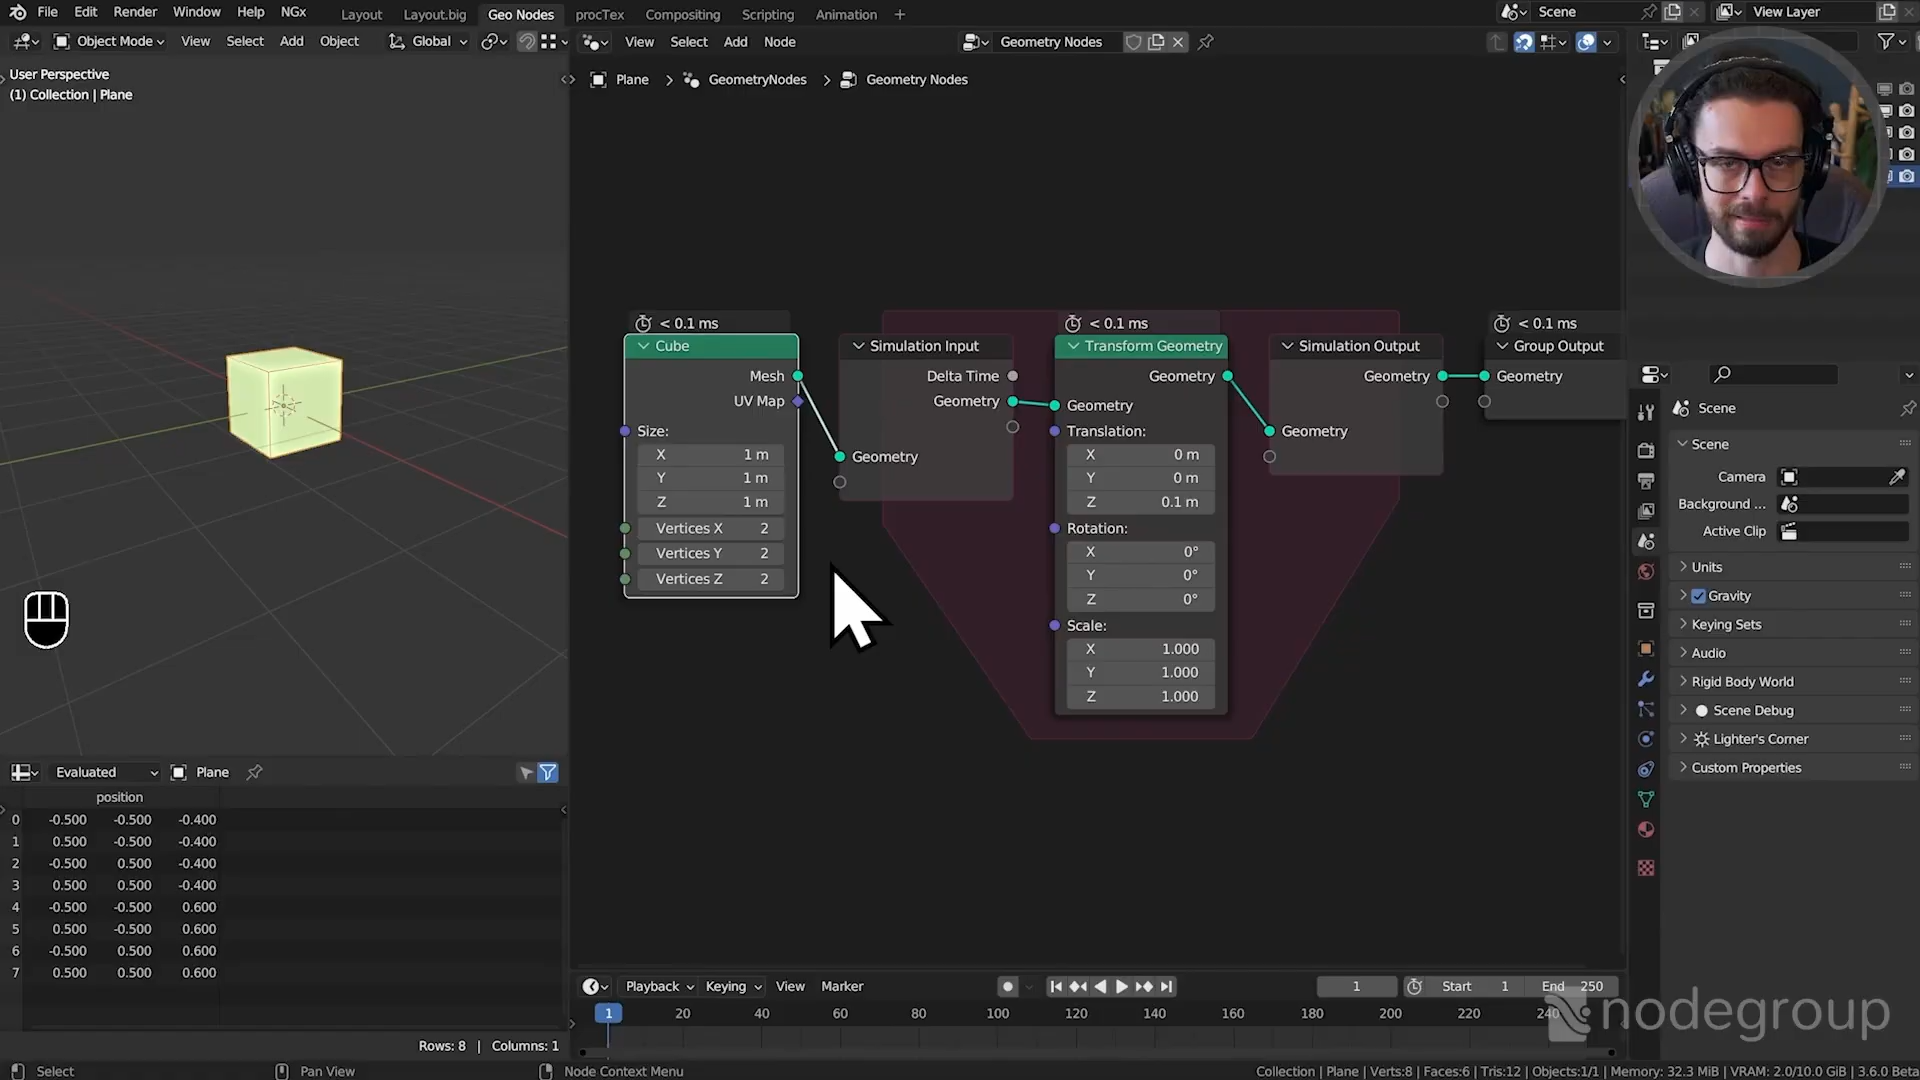 File Edit Render Window Help NGx Layout Layout.big Geo Nodes procTex Compositing Scripting Animation + Scene View Layer
Object Mode View Select Add Object Global View Select Add Node Geometry Nodes
User Perspective
(1) Collection | Plane
Plane > GeometryNodes > Geometry Nodes
< 0.1 ms
Cube
Mesh
UV Map
Size:
X 1 m
Y 1 m
Z 1 m
Vertices X 2
Vertices Y 2
Vertices Z 2
Simulation Input
Delta Time
Geometry
Geometry
< 0.1 ms
Transform Geometry
Geometry
Geometry
Translation:
X 0 m
Y 0 m
Z 0.1 m
Rotation:
X 0°
Y 0°
Z 0°
Scale:
X 1.000
Y 1.000
Z 1.000
Simulation Output
Geometry
Geometry
< 0.1 ms
Group Output
Geometry
Scene
Scene
Camera
Background ...
Active Clip
Units
Gravity
Keying Sets
Audio
Rigid Body World
Scene Debug
Lighter's Corner
Custom Properties
Evaluated Plane
position
0 -0.500 -0.500 -0.400
1 0.500 -0.500 -0.400
2 -0.500 0.500 -0.400
3 0.500 0.500 -0.400
4 -0.500 -0.500 0.600
5 0.500 -0.500 0.600
6 -0.500 0.500 0.600
7 0.500 0.500 0.600
Rows: 8 | Columns: 1
Playback Keying View Marker 1 Start 1 End 250
1 20 40 60 80 100 120 140 160 180 200 220 240
nodegroup
Select Pan View Node Context Menu Collection | Plane | Verts:8 | Faces:6 | Tris:12 | Objects:1/1 | Memory: 32.3 MiB | VRAM: 2.0/10.0 GiB | 3.6.0 Beta